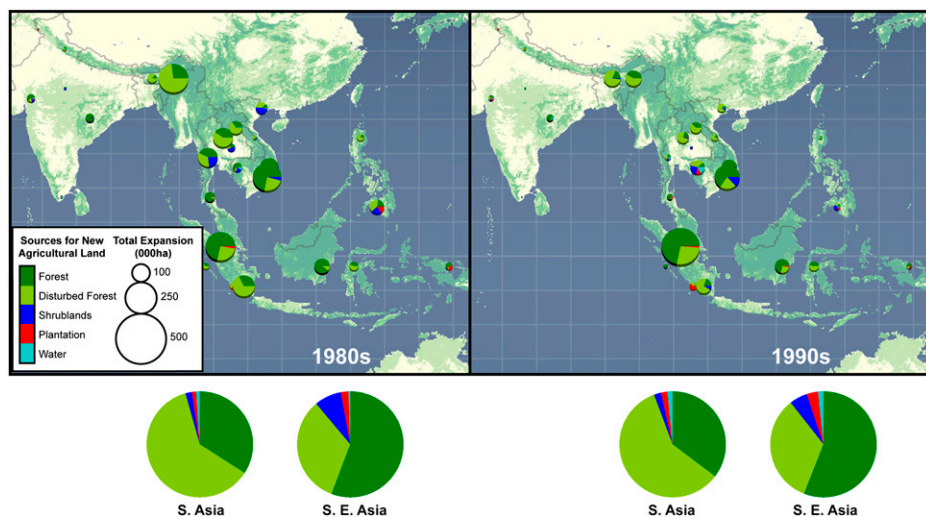 Sources for New
Agricultural Land
Forest
Disturbed Forest
Shrublands
Plantation
Water
Total Expansion
(000ha)
100
250
500
1980s
1990s
S. Asia
S. E. Asia
S. Asia
S. E. Asia